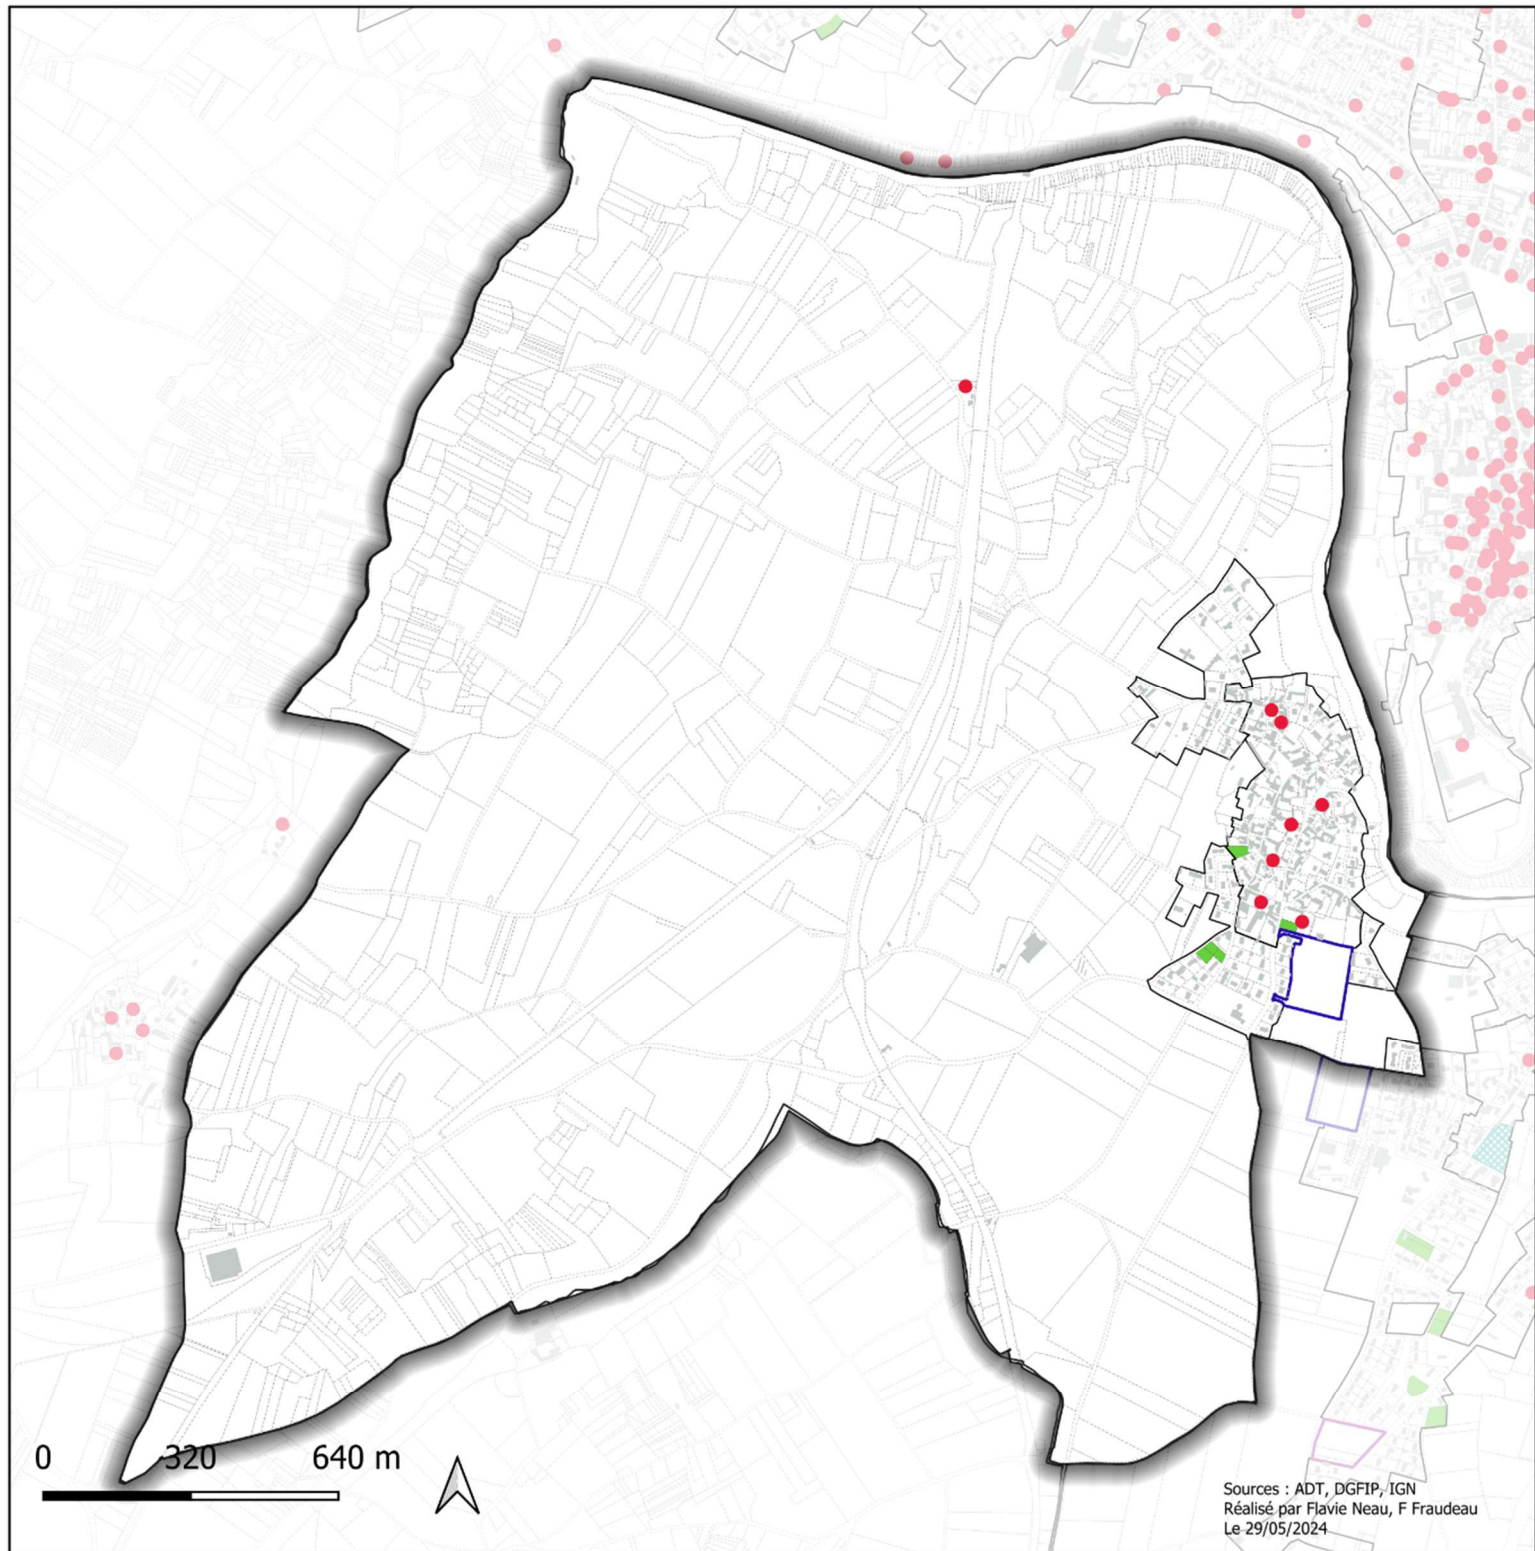 0 320 640 m
Sources : ADT, DGFIP, IGN
Réalisé par Flavie Neau, F Fraudeau
Le 29/05/2024